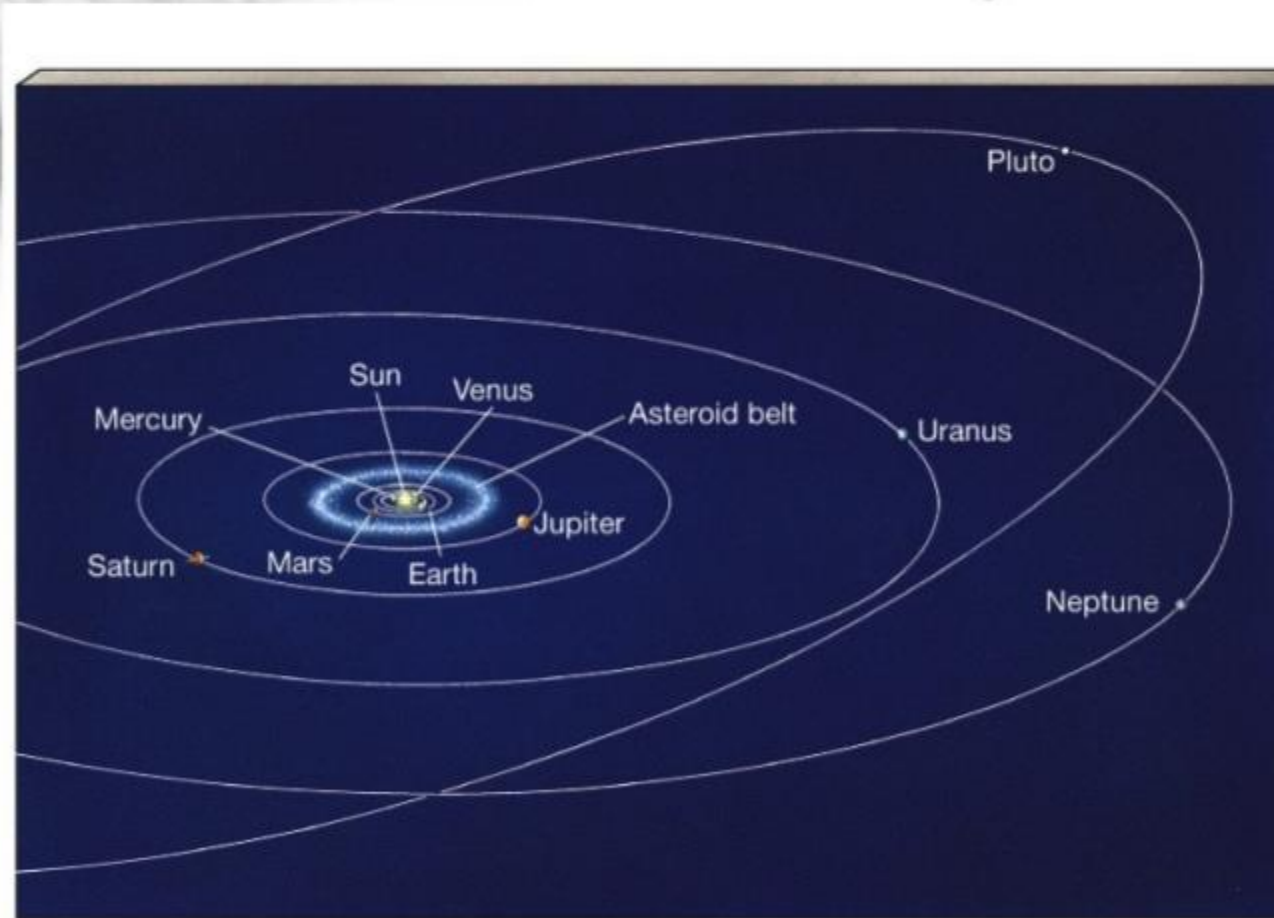 Pluto
Sun
Venus
Mercury
Asteroid belt
Uranus
Jupiter
Saturn
Mars
Earth
Neptune